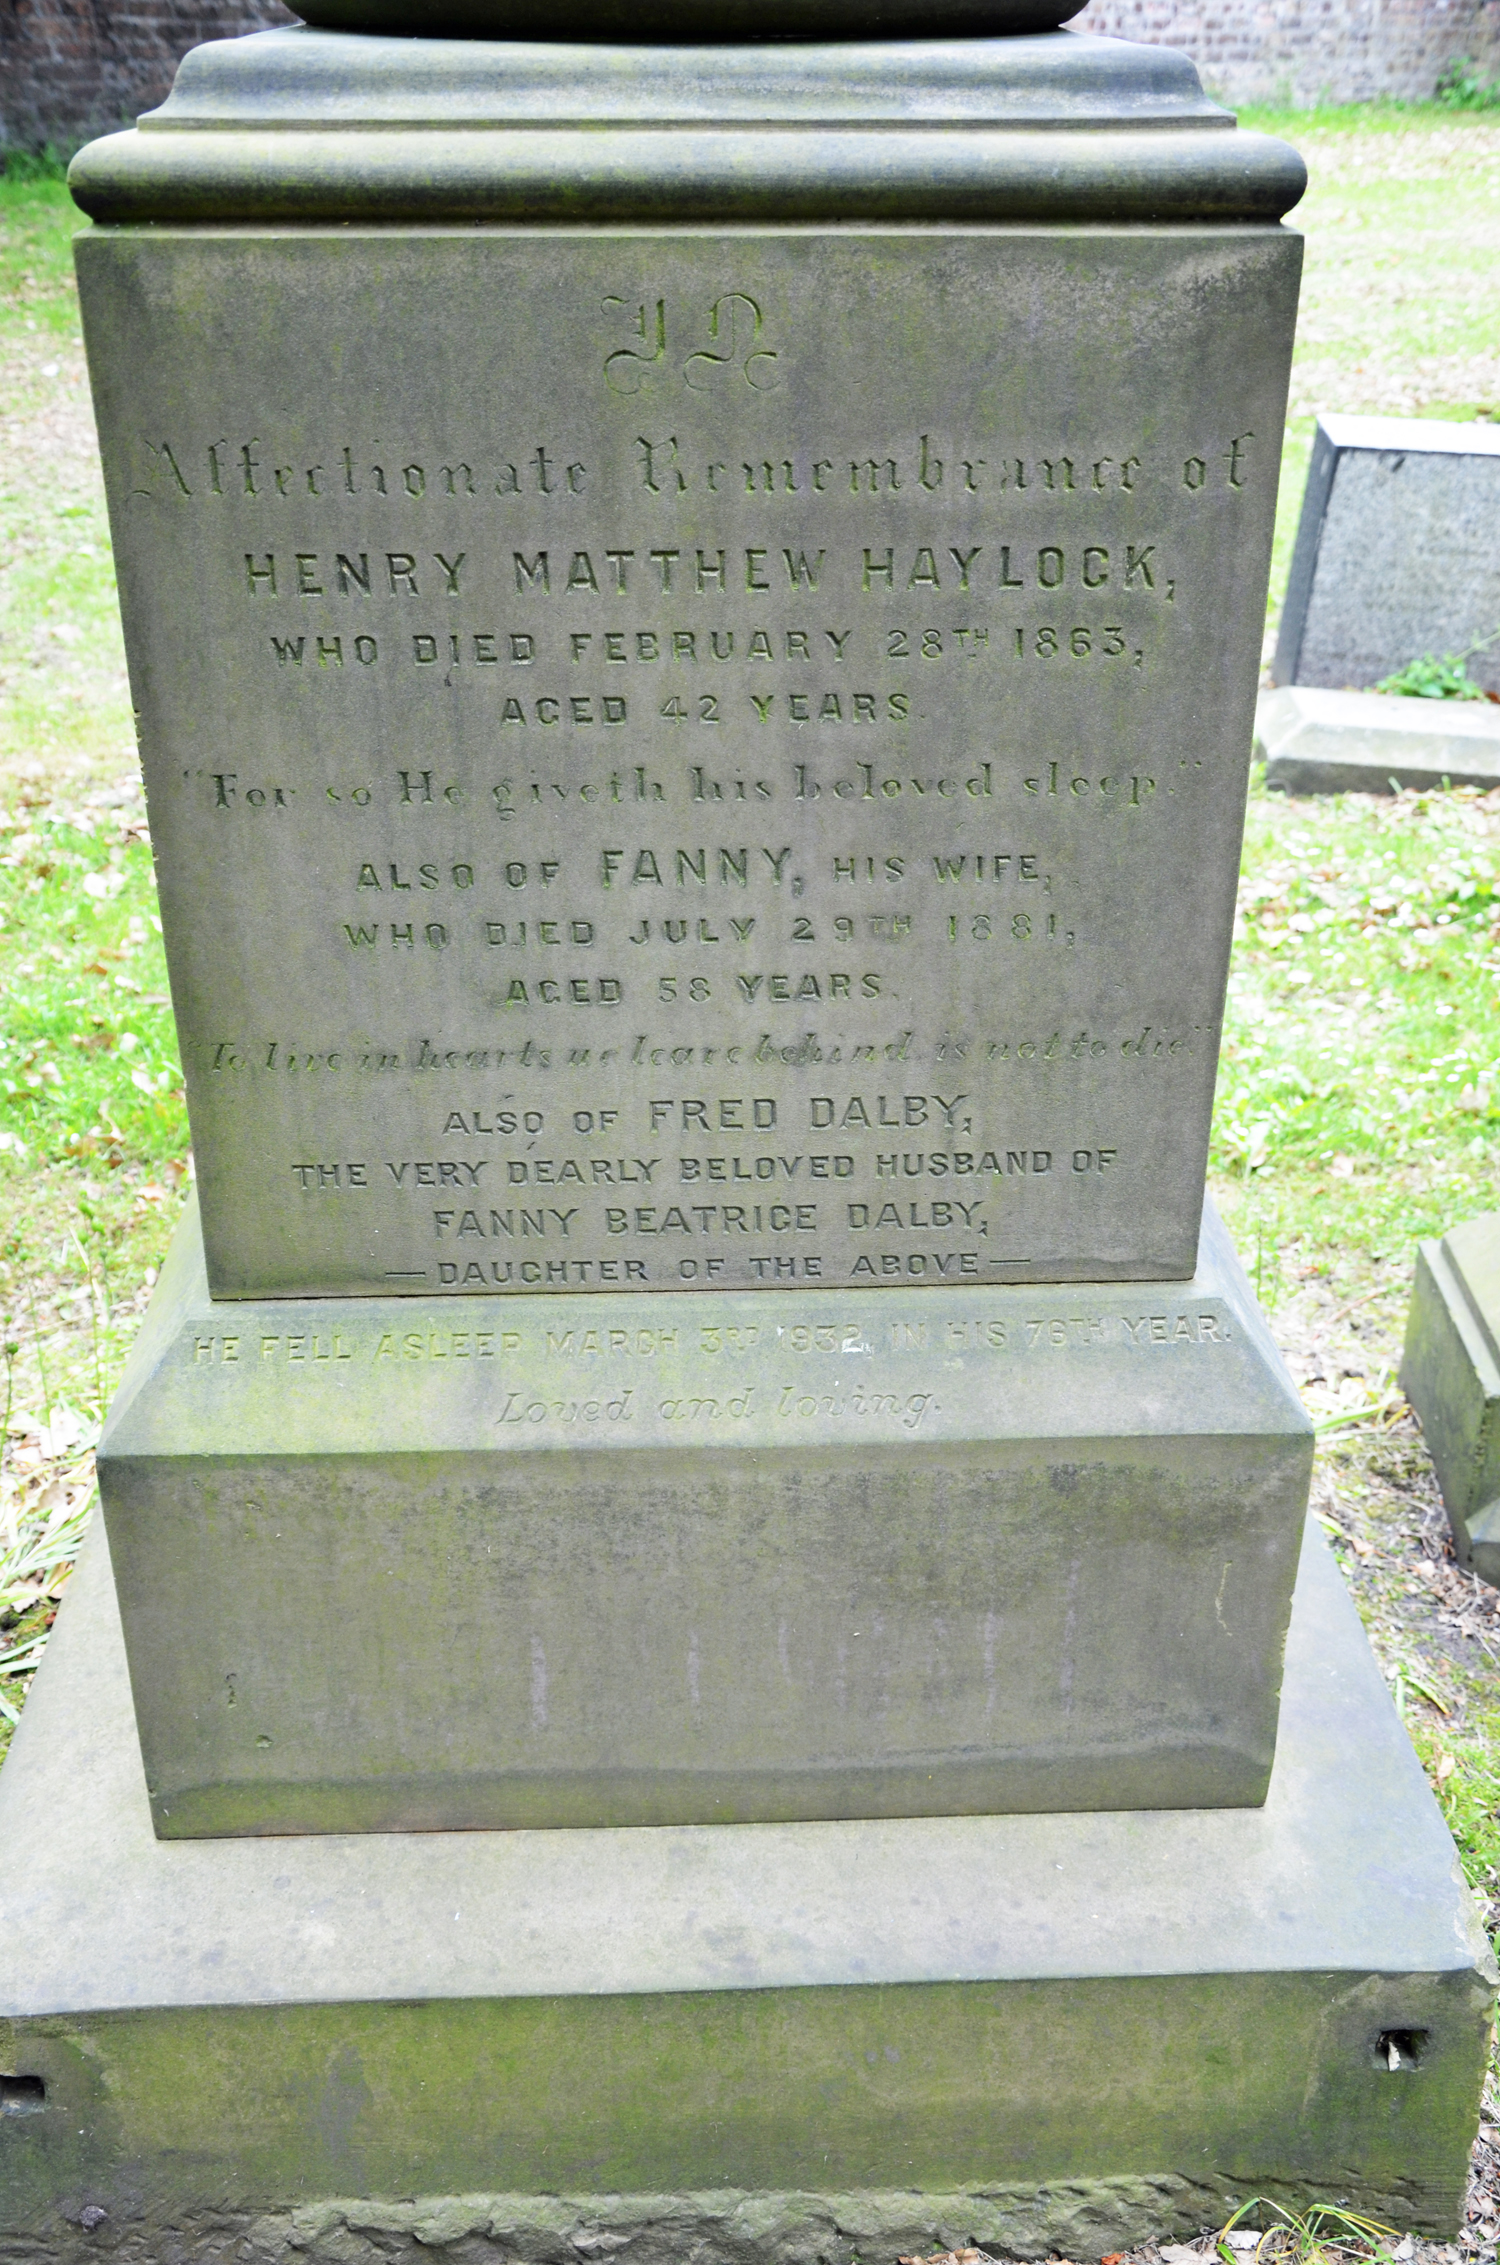 In
Affectionate Remembrance of
HENRY MATTHEW HAYLOCK,
WHO DIED FEBRUARY 28TH 1863,
AGED 42 YEARS.
"For so He giveth his beloved sleep."
ALSO OF FANNY, HIS WIFE,
WHO DIED JULY 29TH 1881,
AGED 58 YEARS.
"To live in hearts we leave behind is not to die."
ALSO OF FRED DALBY,
THE VERY DEARLY BELOVED HUSBAND OF
FANNY BEATRICE DALBY,
— DAUGHTER OF THE ABOVE —
HE FELL ASLEEP MARCH 3RD 1932, IN HIS 76TH YEAR.
Loved and loving.